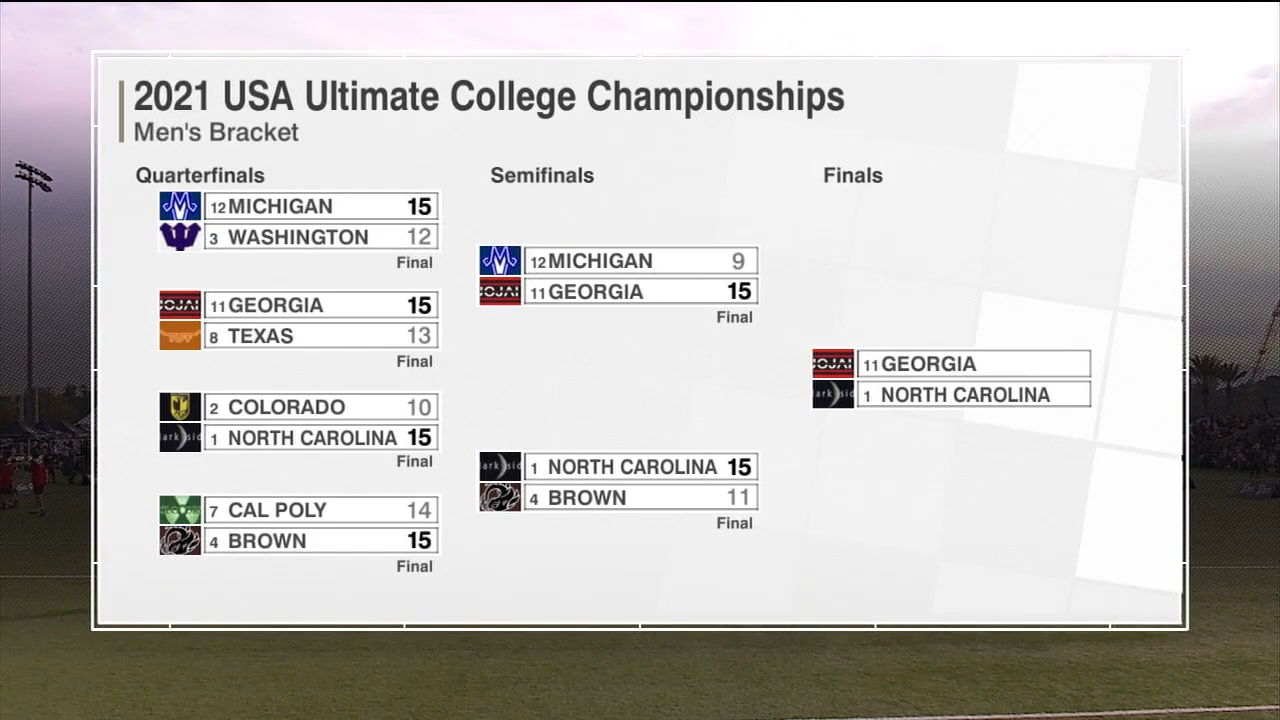 2021 USA Ultimate College Championships
Men's Bracket
Quarterfinals
12 MICHIGAN 15
3 WASHINGTON 12
Final
11 GEORGIA 15
8 TEXAS 13
Final
2 COLORADO 10
1 NORTH CAROLINA 15
Final
7 CAL POLY 14
4 BROWN 15
Final
Semifinals
12 MICHIGAN 9
11 GEORGIA 15
Final
1 NORTH CAROLINA 15
4 BROWN 11
Final
Finals
11 GEORGIA
1 NORTH CAROLINA